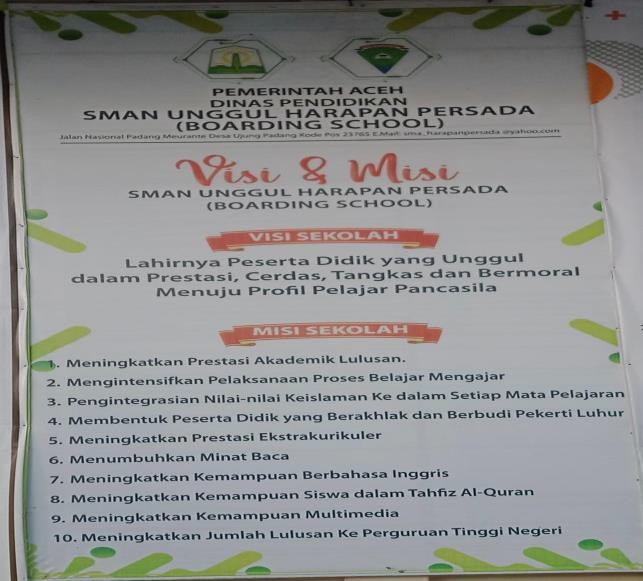 PEMERINTAH ACEH
DINAS PENDIDIKAN
SMAN UNGGUL HARAPAN PERSADA
(BOARDING SCHOOL)
Jalan Nasional Padang Meurante Desa Ujung Padang Kode Pos 23765 E.Mail: sma_harapanpersada @yahoo.com
Visi & Misi
SMAN UNGGUL HARAPAN PERSADA
(BOARDING SCHOOL)
VISI SEKOLAH
Lahirnya Peserta Didik yang Unggul
dalam Prestasi, Cerdas, Tangkas dan Bermoral
Menuju Profil Pelajar Pancasila
MISI SEKOLAH
1. Meningkatkan Prestasi Akademik Lulusan.
2. Mengintensifkan Pelaksanaan Proses Belajar Mengajar
3. Pengintegrasian Nilai-nilai Keislaman Ke dalam Setiap Mata Pelajaran
4. Membentuk Peserta Didik yang Berakhlak dan Berbudi Pekerti Luhur
5. Meningkatkan Prestasi Ekstrakurikuler
6. Menumbuhkan Minat Baca
7. Meningkatkan Kemampuan Berbahasa Inggris
8. Meningkatkan Kemampuan Siswa dalam Tahfiz Al-Quran
9. Meningkatkan Kemampuan Multimedia
10. Meningkatkan Jumlah Lulusan Ke Perguruan Tinggi Negeri